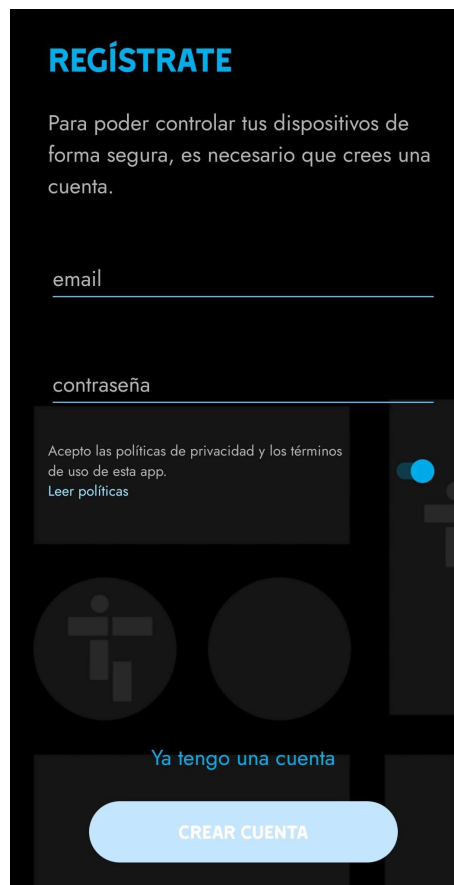 REGÍSTRATE
Para poder controlar tus dispositivos de
forma segura, es necesario que crees una
cuenta.
email
contraseña
Acepto las políticas de privacidad y los términos
de uso de esta app.
Leer políticas
Ya tengo una cuenta
CREAR CUENTA